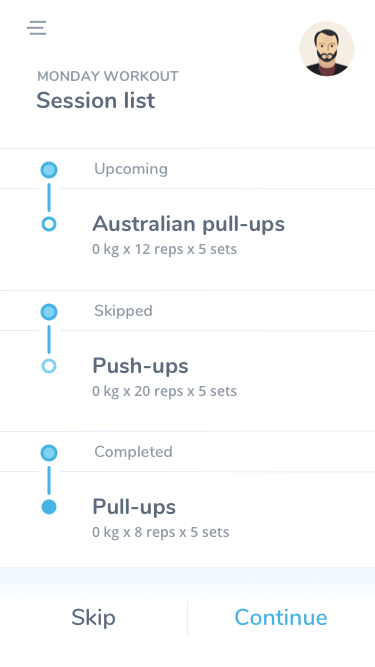 MONDAY WORKOUT
Session list
Upcoming
Australian pull-ups
0 kg x 12 reps x 5 sets
Skipped
Push-ups
0 kg x 20 reps x 5 sets
Completed
Pull-ups
0 kg x 8 reps x 5 sets
Skip
Continue